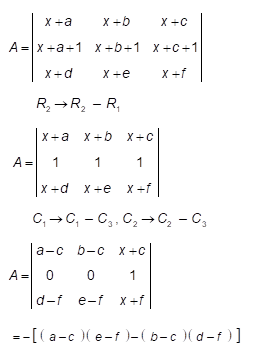 | x+a x+b x+c |
A = | x+a+1 x+b+1 x+c+1 |
| x+d x+e x+f |
R₂ → R₂ − R₁
| x+a x+b x+c |
A = | 1 1 1 |
| x+d x+e x+f |
C₁ → C₁ − C₃ , C₂ → C₂ − C₃
| a−c b−c x+c |
A = | 0 0 1 |
| d−f e−f x+f |
= −[ ( a−c )( e−f ) −( b−c )( d−f ) ]